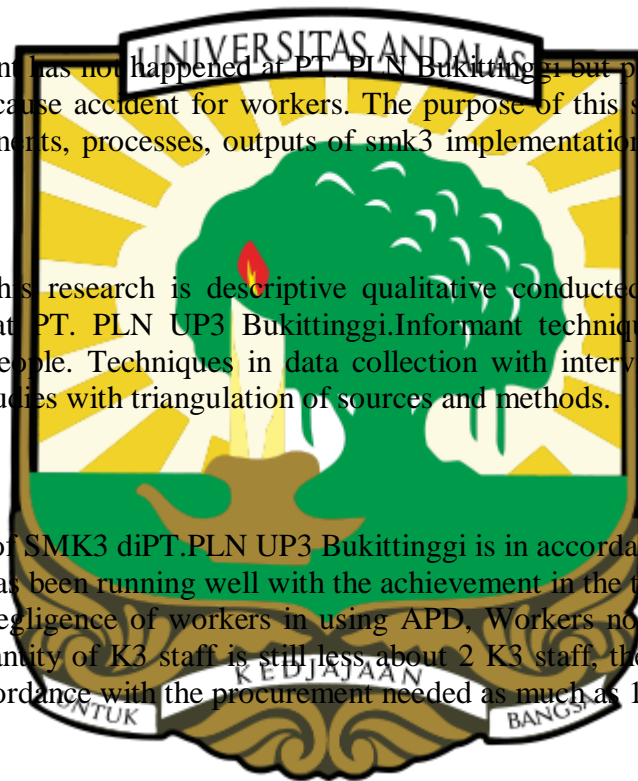 UNIVERSITAS ANDALAS
nt has not happened at PT. PLN Bukittinggi but p
cause accident for workers. The purpose of this s
nents, processes, outputs of smk3 implementation
his research is descriptive qualitative conducted
at PT. PLN UP3 Bukittinggi.Informant techniqu
eople. Techniques in data collection with interv
udies with triangulation of sources and methods.
of SMK3 diPT.PLN UP3 Bukittinggi is in accorda
as been running well with the achievement in the t
egligence of workers in using APD, Workers no
antity of K3 staff is still less about 2 K3 staff, the
ordance with the procurement needed as much as 1
UNTUK KEDJAJAAN BANGSA